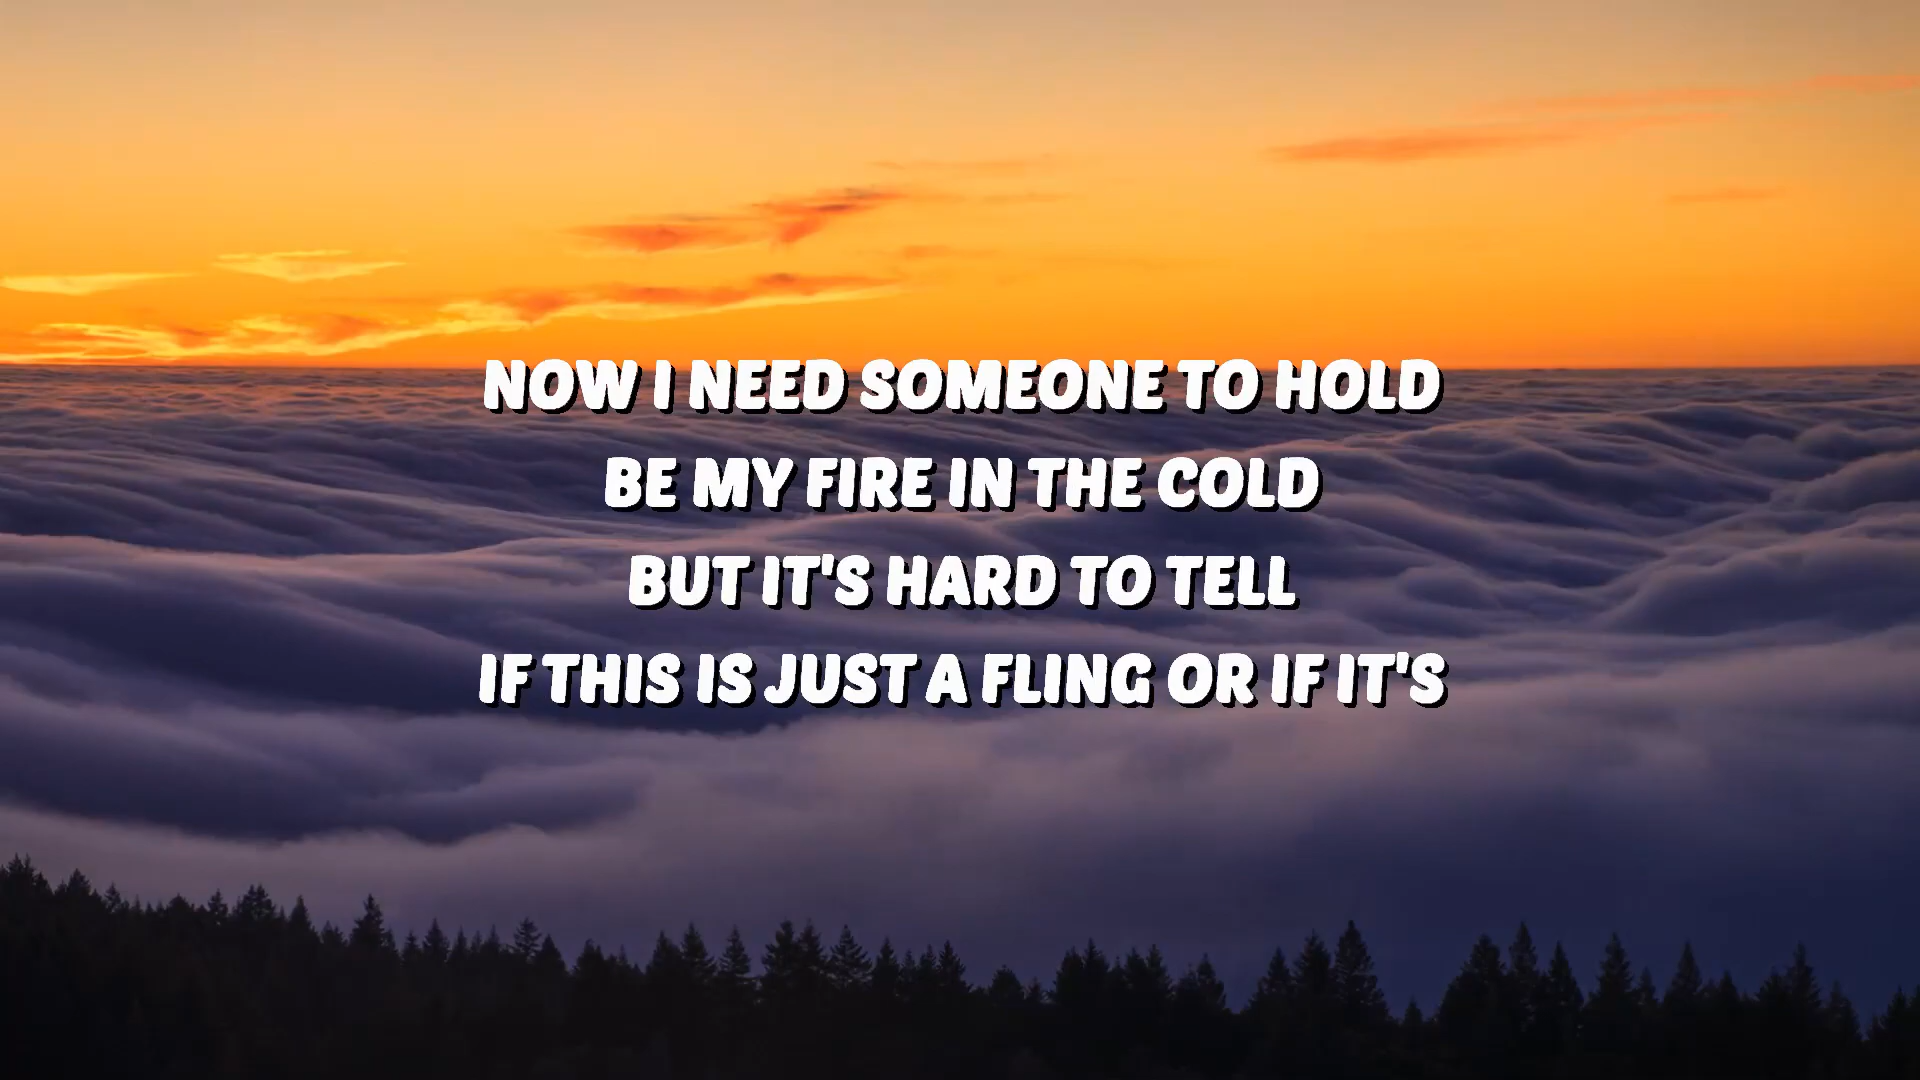 NOW I NEED SOMEONE TO HOLD
BE MY FIRE IN THE COLD
BUT IT'S HARD TO TELL
IF THIS IS JUST A FLING OR IF IT'S